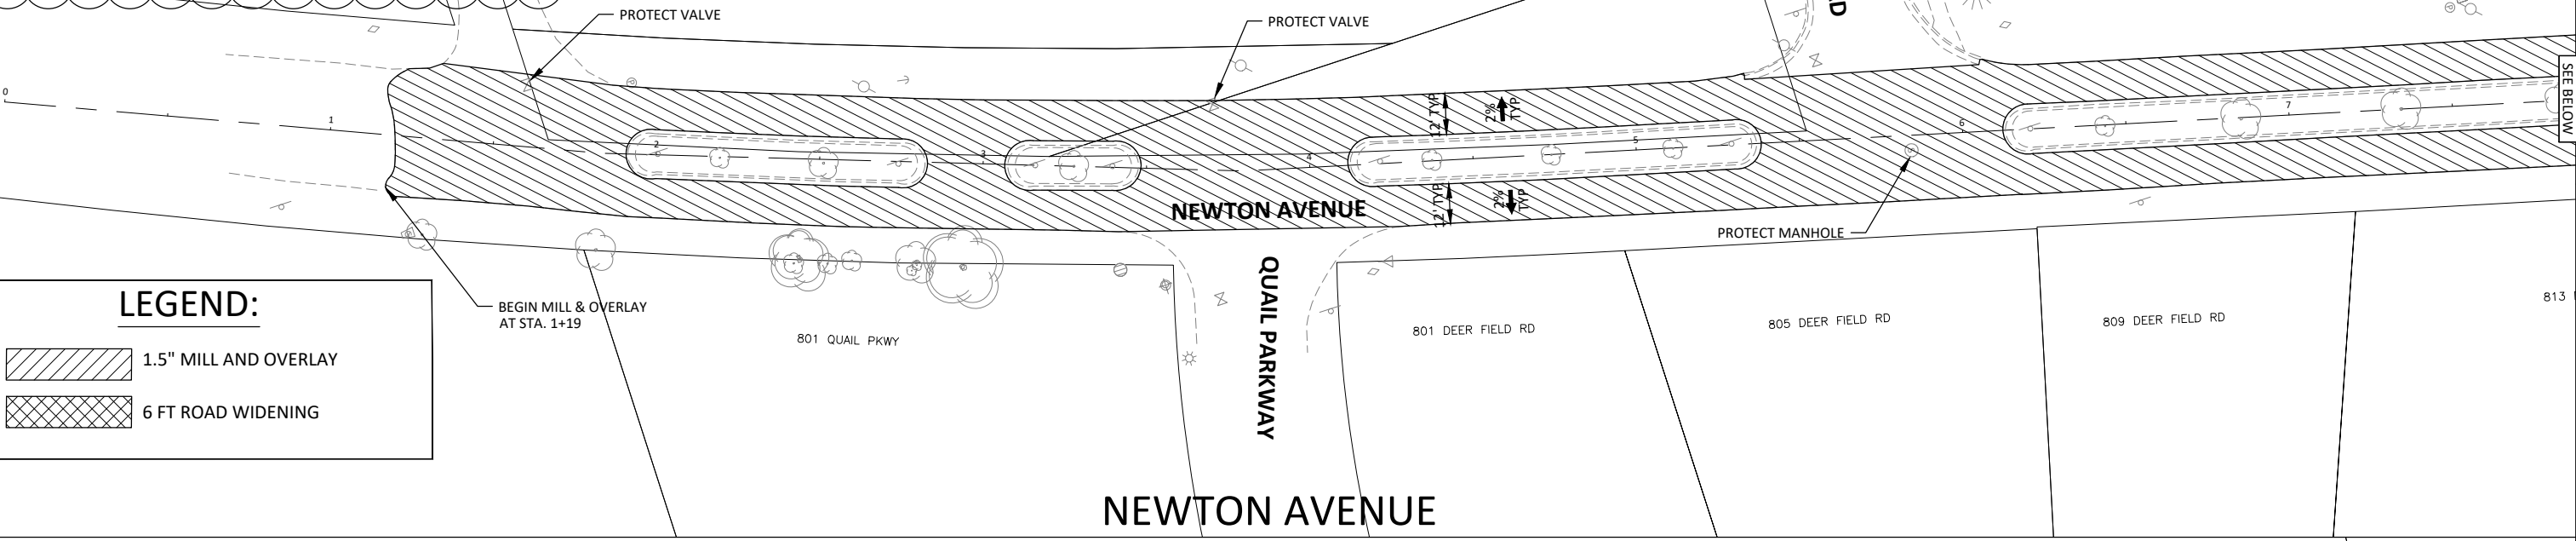 PROTECT VALVE
PROTECT VALVE
D
SEE BELOW
0
1
2
3
4
5
6
7
12' TYP
2%
TYP
12' TYP
2%
TYP
NEWTON AVENUE
PROTECT MANHOLE
QUAIL PARKWAY
LEGEND:
1.5" MILL AND OVERLAY
6 FT ROAD WIDENING
BEGIN MILL & OVERLAY
AT STA. 1+19
801 QUAIL PKWY
801 DEER FIELD RD
805 DEER FIELD RD
809 DEER FIELD RD
813
NEWTON AVENUE